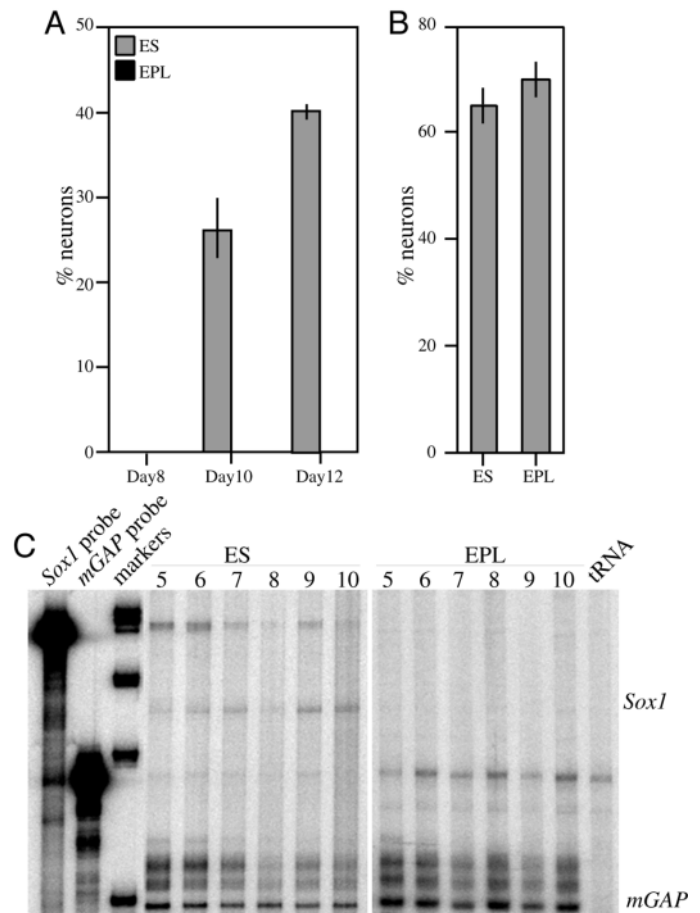 A
50
40
30
20
10
0
% neurons
ES
EPL
Day8 Day10 Day12
B
80
60
40
20
0
% neurons
ES EPL
C
Sox1 probe
mGAP probe
markers
ES
5 6 7 8 9 10
EPL
5 6 7 8 9 10
tRNA
Sox1
mGAP